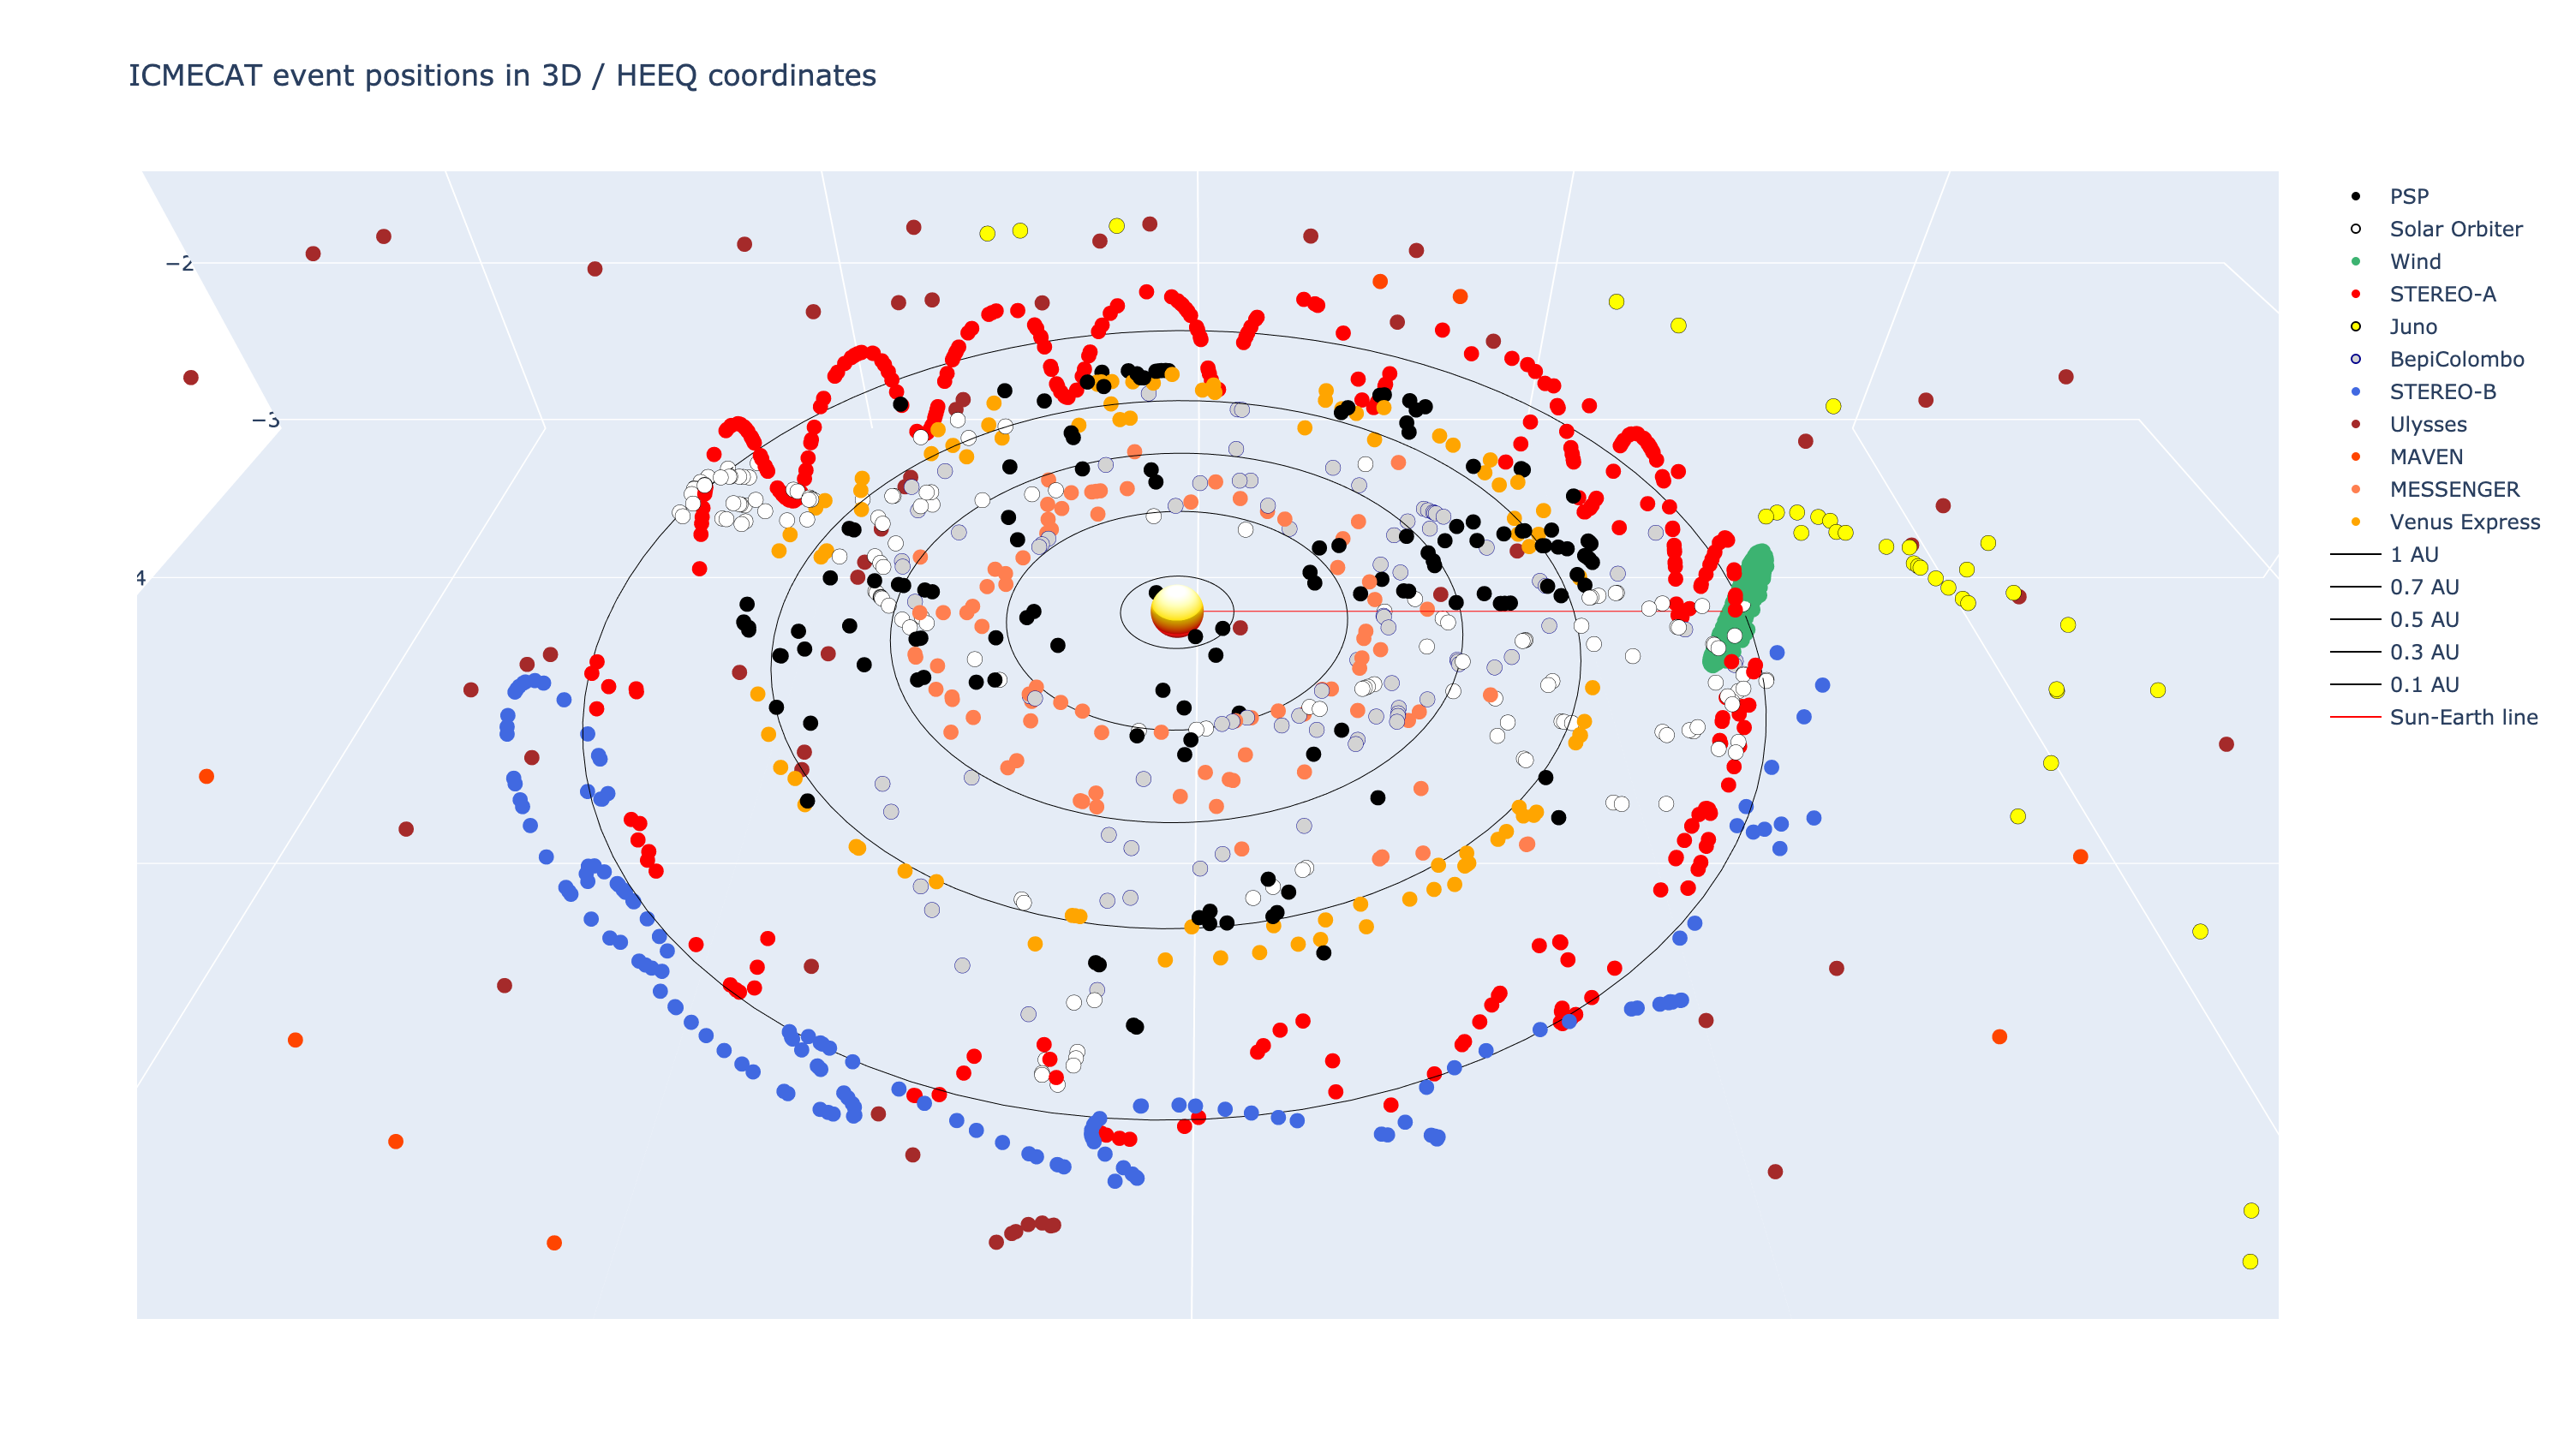 ICMECAT event positions in 3D / HEEQ coordinates
−2
−3
4
PSP
Solar Orbiter
Wind
STEREO-A
Juno
BepiColombo
STEREO-B
Ulysses
MAVEN
MESSENGER
Venus Express
1 AU
0.7 AU
0.5 AU
0.3 AU
0.1 AU
Sun-Earth line